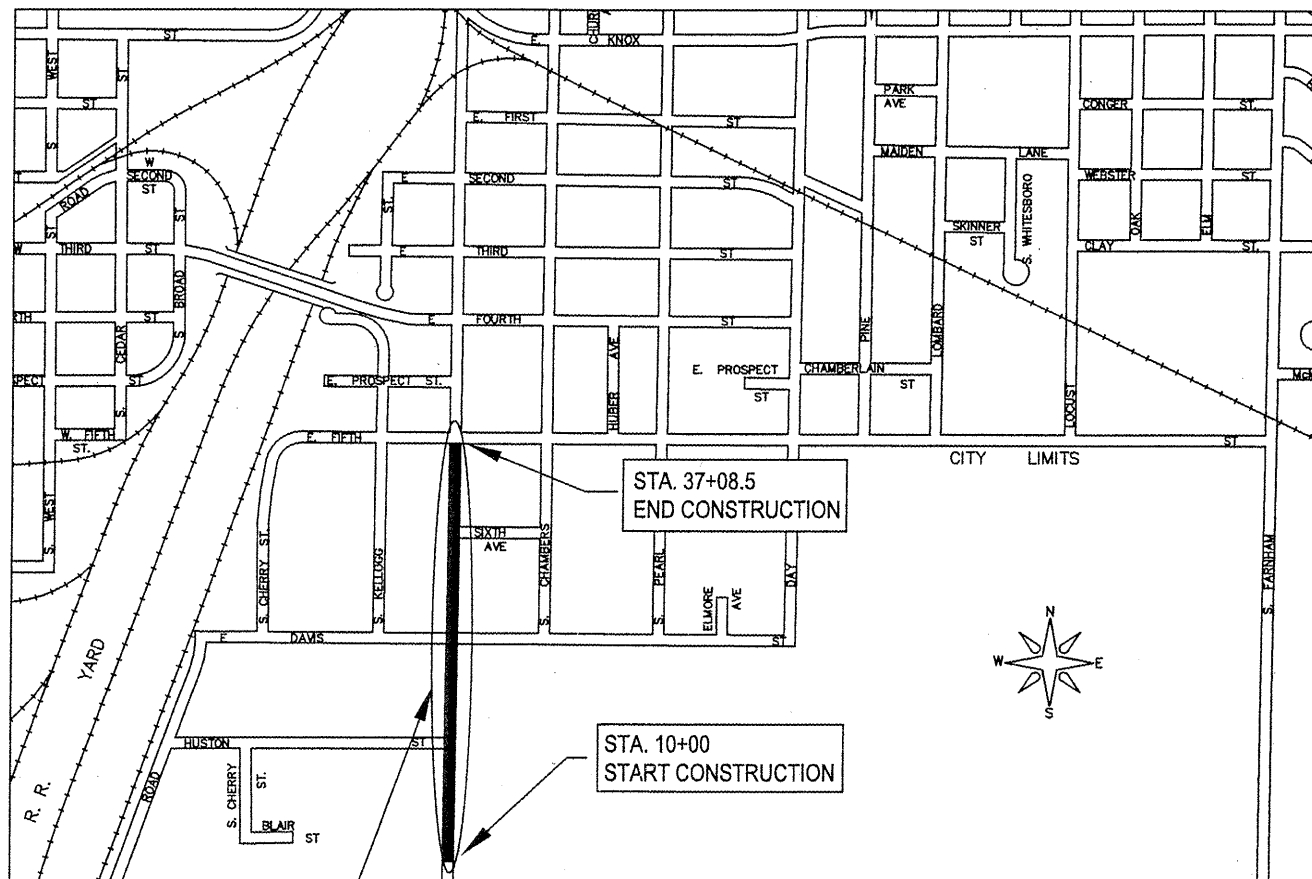 ST
WEST
ST
E.
KNOX
PARK
AVE
CONGER
ST.
ST
E. FIRST
ST
S.
MAIDEN
LANE
W
SECOND
ST
ROAD
E
SECOND
ST
WEBSTER
ST.
ST.
ST
ST
S. WHITESBORO
OAK
ELM
SKINNER
ST
W THIRD ST
E
THIRD
ST
CLAY
ST.
S BROAD
ST
E
FOURTH
ST
HUBER AVE
PINE
LOMBARD
S. CEDAR
ST
E. PROSPECT ST.
E. PROSPECT
ST
CHAMBERLAIN
ST
LOCUST
W. FIFTH
ST.
E. FIFTH
ST
CITY LIMITS
STA. 37+08.5
END CONSTRUCTION
S. WEST
SIXTH
AVE
S. CHERRY ST.
S. KELLOGG
S. CHAMBERS
S. PEARL
ELMORE AVE
DAY
S. FARNHAM
E DAVIS ST
N
W E
S
R. R. YARD
HUSTON ST
STA. 10+00
START CONSTRUCTION
ROAD
S. CHERRY ST.
BLAIR ST